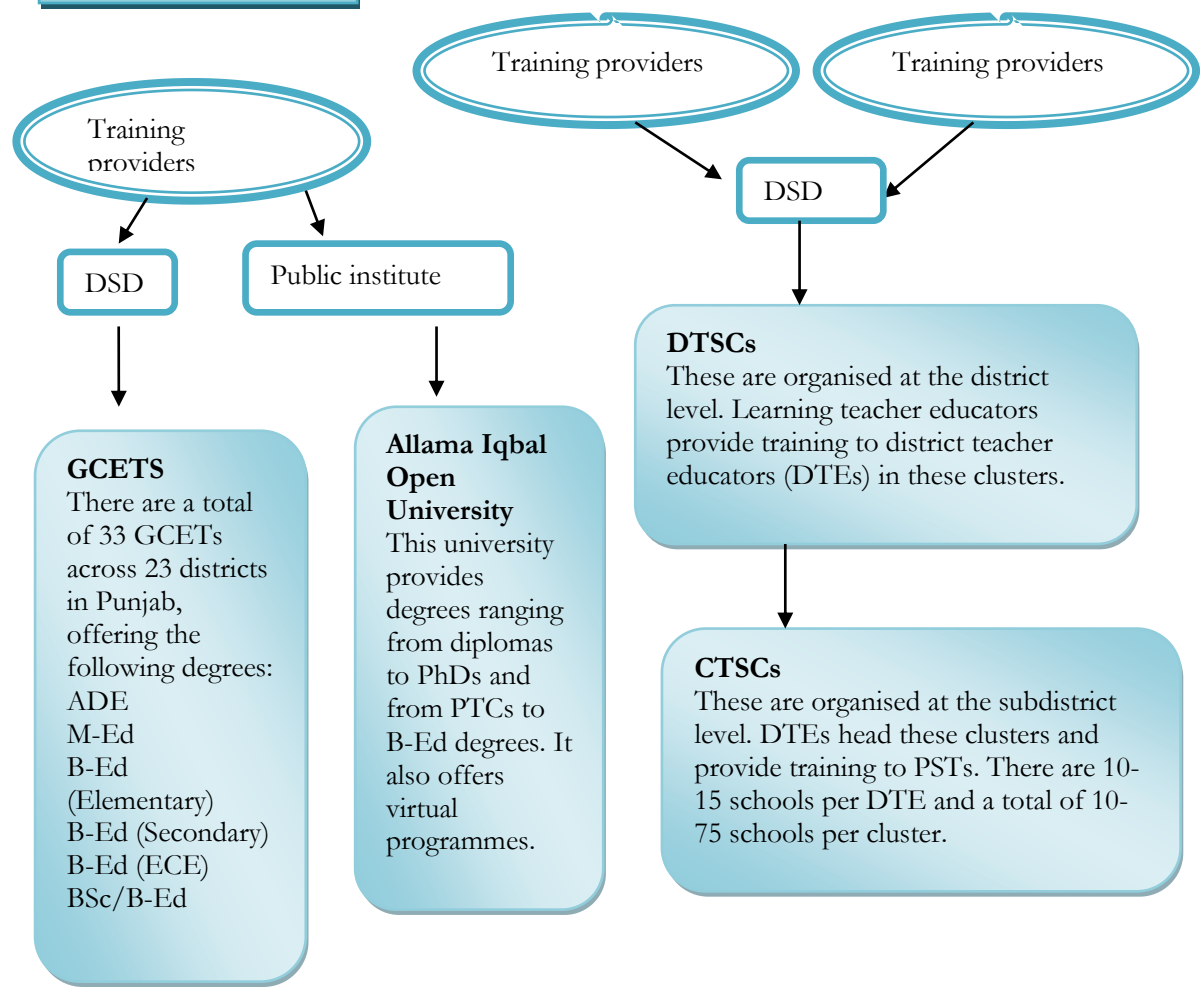 Training
providers
Training providers
Training providers
DSD
Public institute
DSD
GCETS
There are a total
of 33 GCETs
across 23 districts
in Punjab,
offering the
following degrees:
ADE
M-Ed
B-Ed
(Elementary)
B-Ed (Secondary)
B-Ed (ECE)
BSc/B-Ed
Allama Iqbal
Open
University
This university
provides
degrees ranging
from diplomas
to PhDs and
from PTCs to
B-Ed degrees. It
also offers
virtual
programmes.
DTSCs
These are organised at the district
level. Learning teacher educators
provide training to district teacher
educators (DTEs) in these clusters.
CTSCs
These are organised at the subdistrict
level. DTEs head these clusters and
provide training to PSTs. There are 10-
15 schools per DTE and a total of 10-
75 schools per cluster.